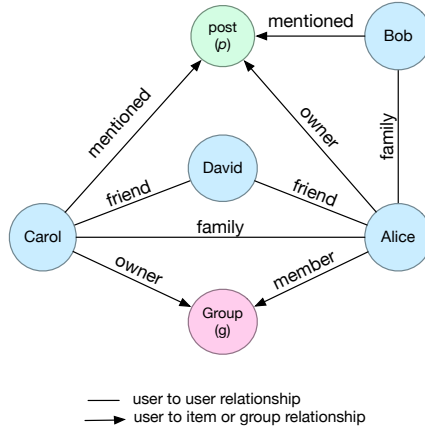 mentioned
post
(p)
Bob
mentioned
owner
family
David
friend
friend
Carol
family
Alice
owner
member
Group
(g)
user to user relationship
user to item or group relationship